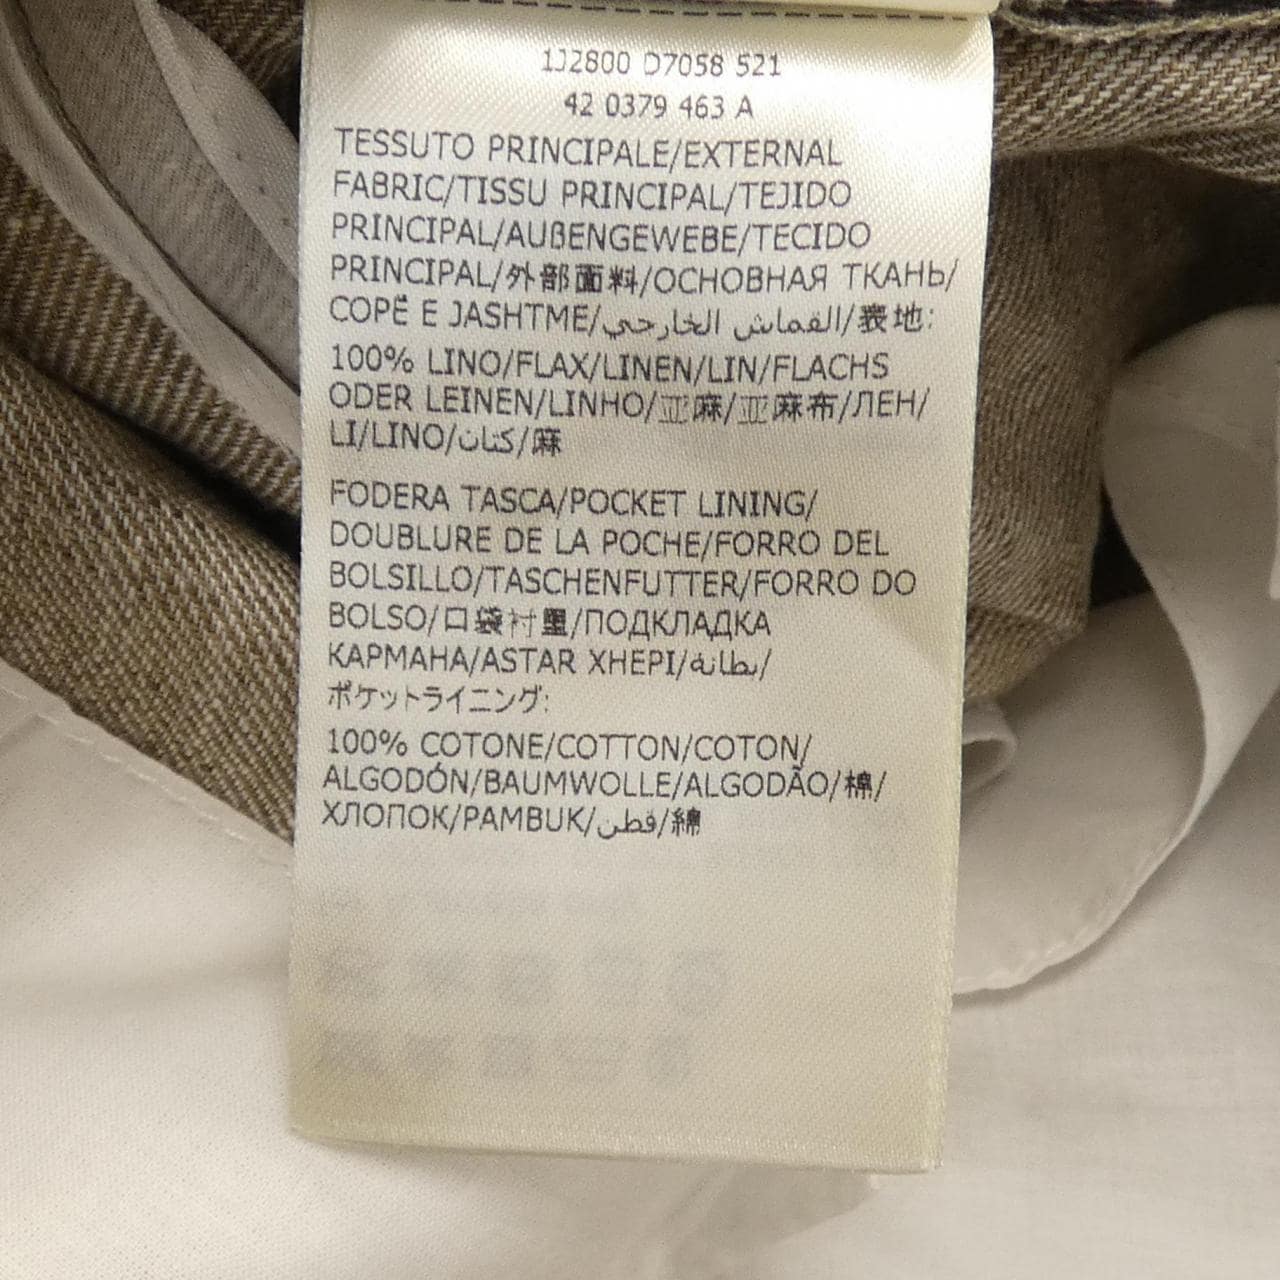 1J2800 D7058 521
42 0379 463 A
TESSUTO PRINCIPALE/EXTERNAL
FABRIC/TISSU PRINCIPAL/TEJIDO
PRINCIPAL/AUßENGEWEBE/TECIDO
PRINCIPAL/外部面料/ОСНОВНАЯ ТКАНЬ/
COPË E JASHTME/القماش الخارجي/表地:
100% LINO/FLAX/LINEN/LIN/FLACHS
ODER LEINEN/LINHO/亚麻/亚麻布/ЛЕН/
LI/LINO/كتان/麻
FODERA TASCA/POCKET LINING/
DOUBLURE DE LA POCHE/FORRO DEL
BOLSILLO/TASCHENFUTTER/FORRO DO
BOLSO/口袋衬里/ПОДКЛАДКА
КАРМАНА/ASTAR XHEPI/بطانة/
ポケットライニング:
100% COTONE/COTTON/COTON/
ALGODÓN/BAUMWOLLE/ALGODÃO/棉/
ХЛОПОК/PAMBUK/قطن/綿